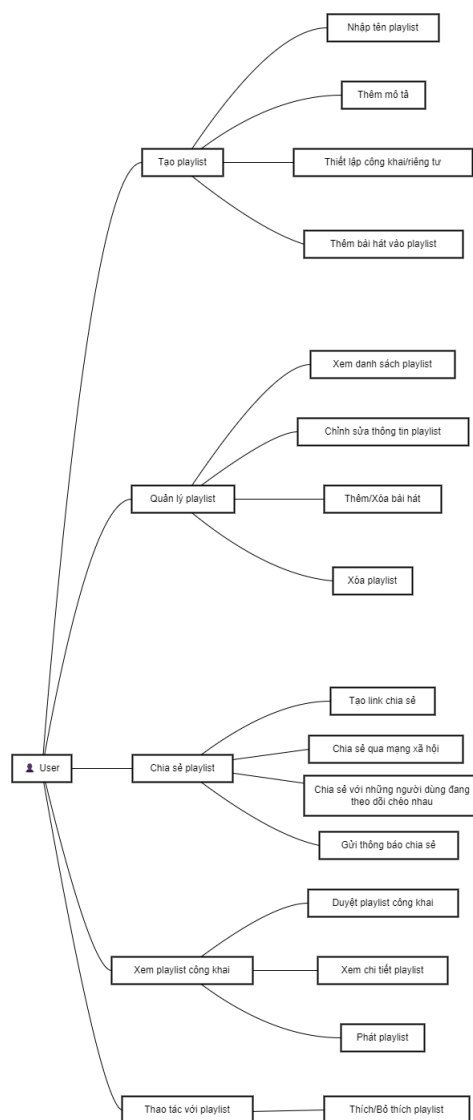 Nhập tên playlist
Thêm mô tả
Tạo playlist
Thiết lập công khai/riêng tư
Thêm bài hát vào playlist
Xem danh sách playlist
Chỉnh sửa thông tin playlist
Quản lý playlist
Thêm/Xóa bài hát
Xóa playlist
Tạo link chia sẻ
Chia sẻ qua mạng xã hội
User
Chia sẻ playlist
Chia sẻ với những người dùng đang
theo dõi chéo nhau
Gửi thông báo chia sẻ
Duyệt playlist công khai
Xem playlist công khai
Xem chi tiết playlist
Phát playlist
Thao tác với playlist
Thích/Bỏ thích playlist